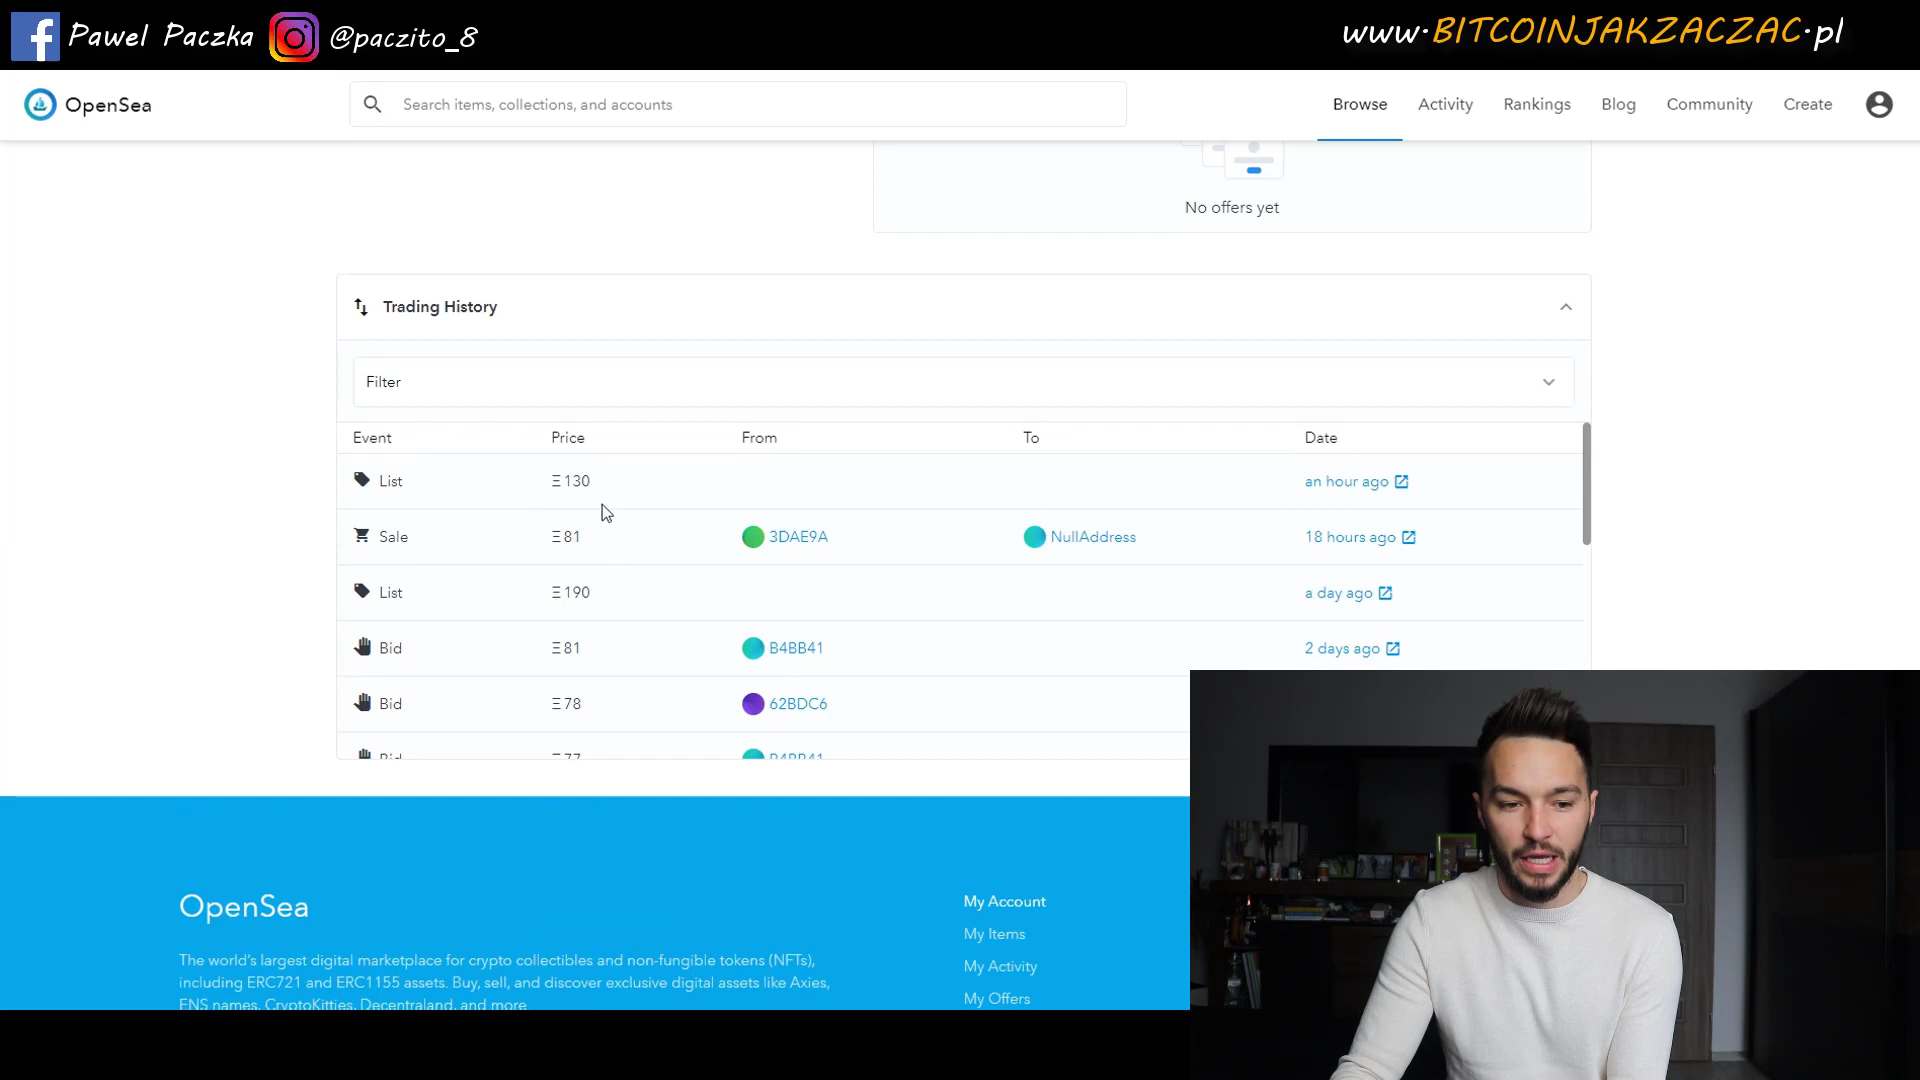 Pawel Paczka @paczito_8
www.BITCOINJAKZACZAC.pl
OpenSea
Search items, collections, and accounts
Browse Activity Rankings Blog Community Create
No offers yet
Trading History
Filter
Event Price From To Date
List Ξ130 an hour ago
Sale Ξ81 3DAE9A NullAddress 18 hours ago
List Ξ190 a day ago
Bid Ξ81 B4BB41 2 days ago
Bid Ξ78 62BDC6
Bid Ξ77 B4BB41
OpenSea
The world's largest digital marketplace for crypto collectibles and non-fungible tokens (NFTs),
including ERC721 and ERC1155 assets. Buy, sell, and discover exclusive digital assets like Axies,
ENS names, CryptoKitties, Decentraland, and more
My Account
My Items
My Activity
My Offers